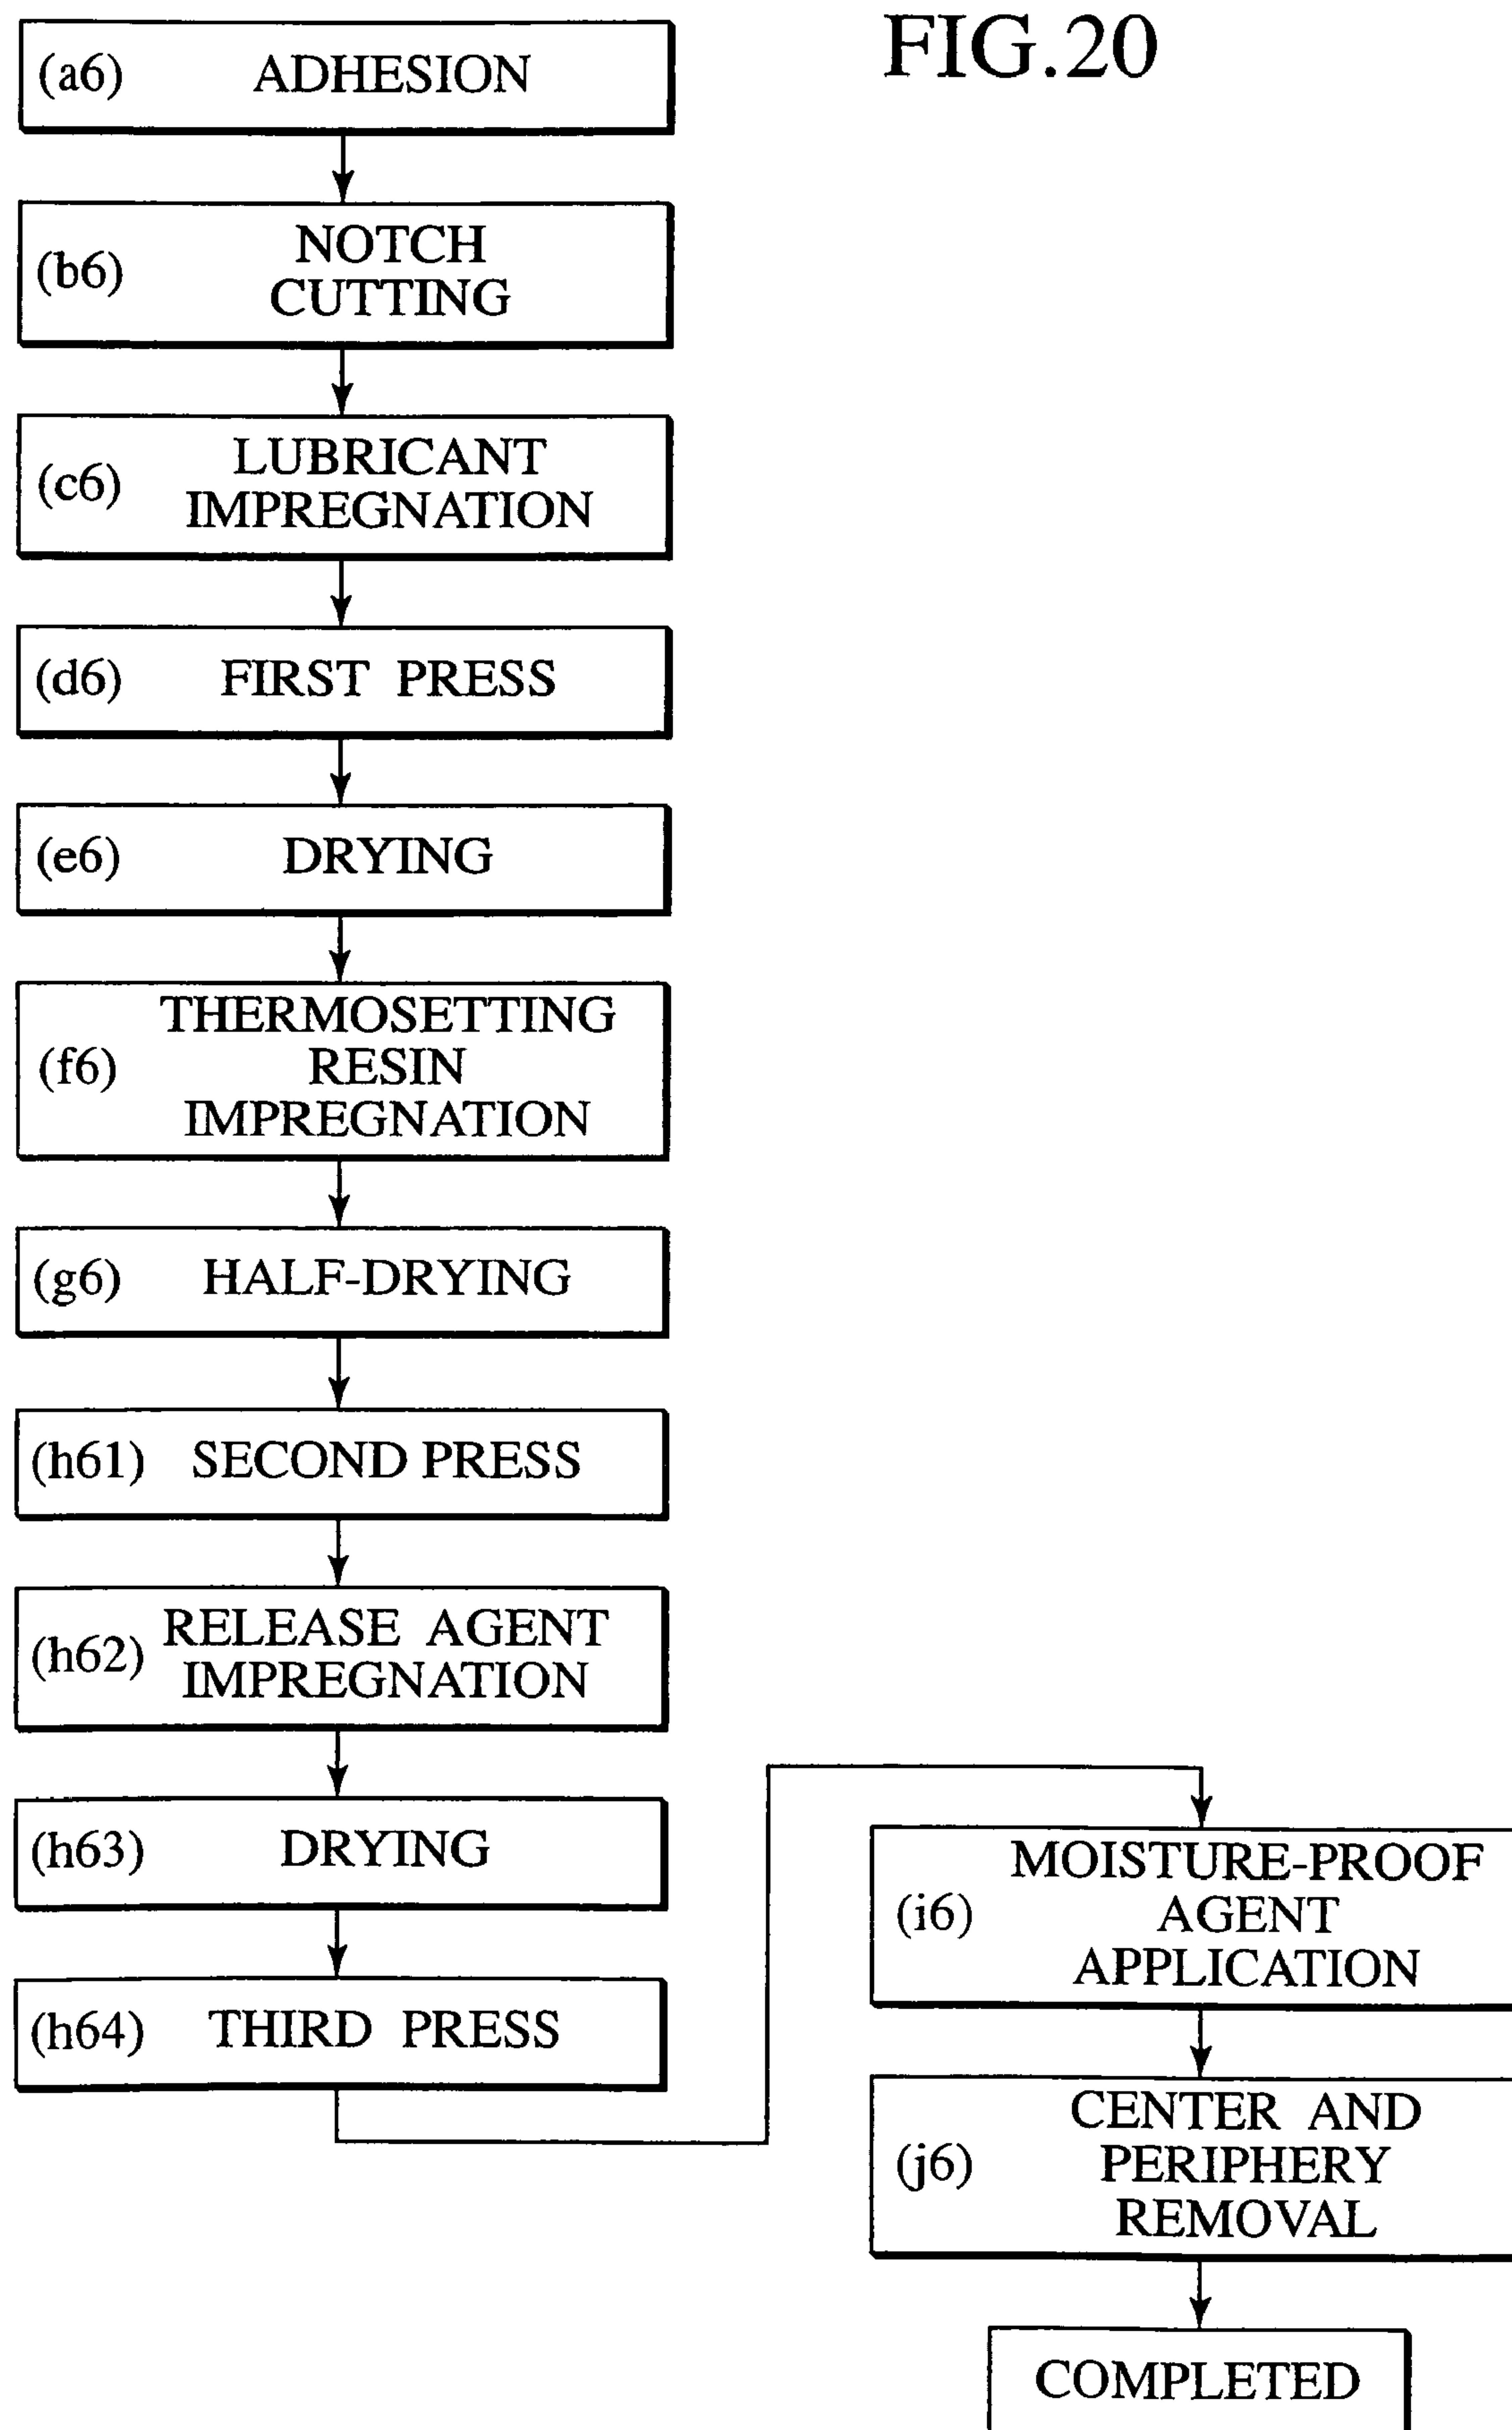 FIG.20
(a6) ADHESION
(b6) NOTCH
CUTTING
(c6) LUBRICANT
IMPREGNATION
(d6) FIRST PRESS
(e6) DRYING
(f6) THERMOSETTING
RESIN
IMPREGNATION
(g6) HALF-DRYING
(h61) SECOND PRESS
(h62) RELEASE AGENT
IMPREGNATION
(h63) DRYING
(h64) THIRD PRESS
(i6) MOISTURE-PROOF
AGENT
APPLICATION
(j6) CENTER AND
PERIPHERY
REMOVAL
COMPLETED